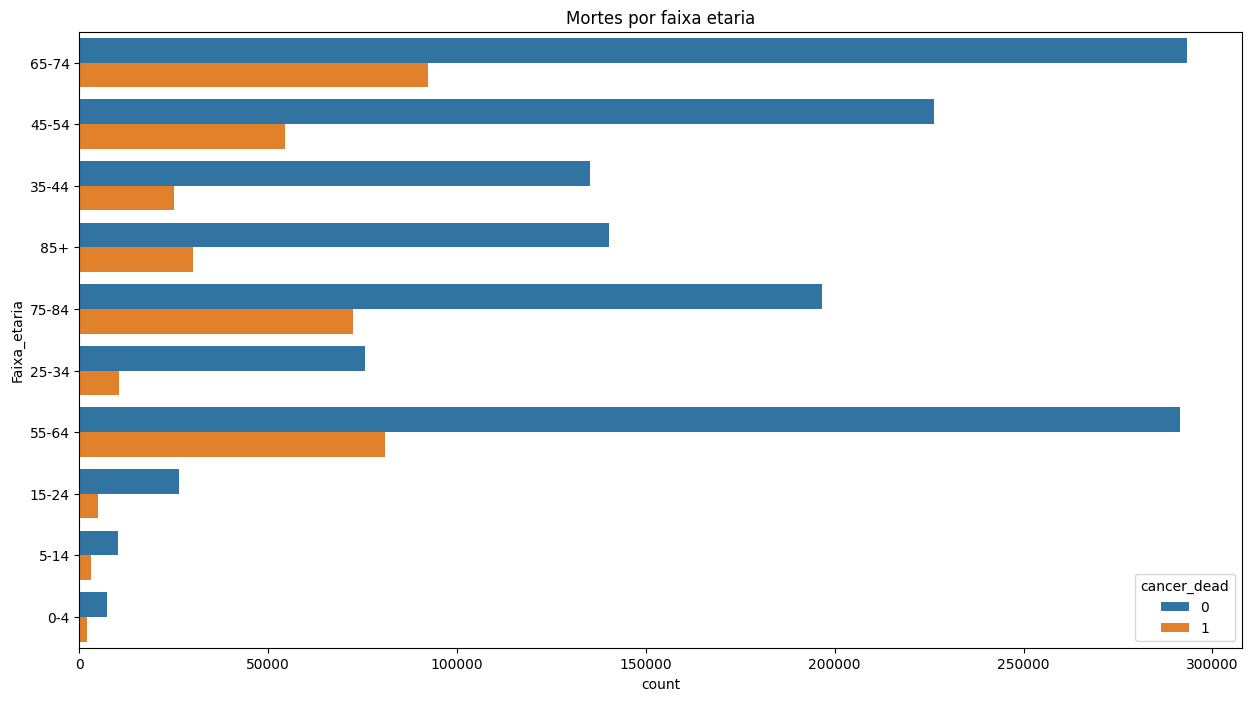 Mortes por faixa etaria
Faixa_etaria
65-74
45-54
35-44
85+
75-84
25-34
55-64
15-24
5-14
0-4
cancer_dead
0
1
0 50000 100000 150000 200000 250000 300000
count